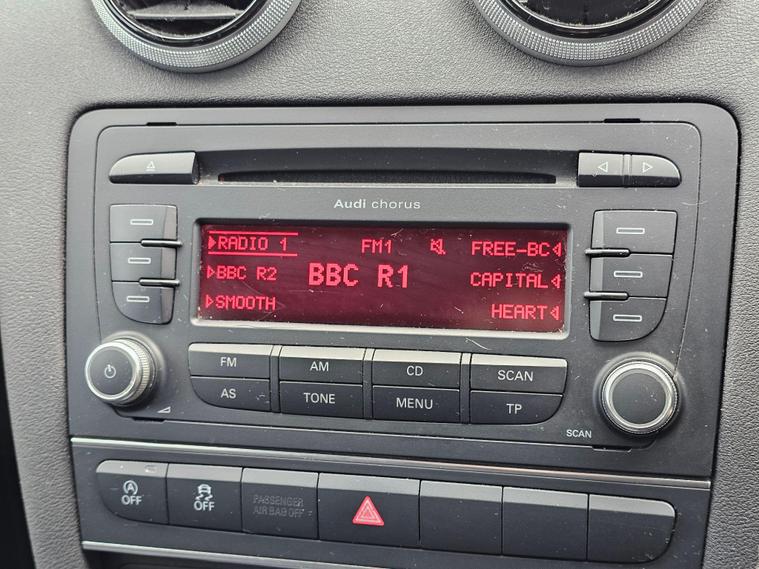 Audi chorus
RADIO 1 FM1 FREE-BC
BBC R2 BBC R1 CAPITAL
SMOOTH HEART
FM AM CD SCAN
AS TONE MENU TP
SCAN
A OFF
OFF
PASSENGER
AIR BAG OFF